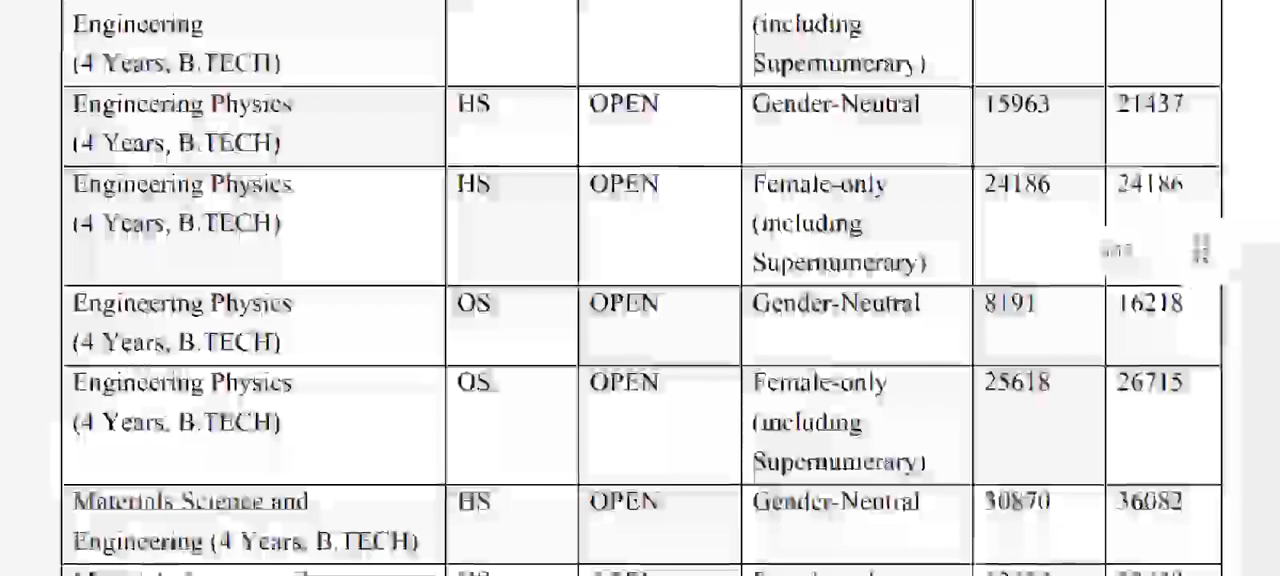 Engineering (including
(4 Years, B.TECH) Supernumerary)
Engineering Physics HS OPEN Gender-Neutral 15963 21437
(4 Years, B.TECH)
Engineering Physics HS OPEN Female-only 24186 24186
(4 Years, B.TECH) (including
Supernumerary)
Engineering Physics OS OPEN Gender-Neutral 8191 16218
(4 Years, B.TECH)
Engineering Physics OS OPEN Female-only 25618 26715
(4 Years, B.TECH) (including
Supernumerary)
Materials Science and HS OPEN Gender-Neutral 30870 36082
Engineering (4 Years, B.TECH)